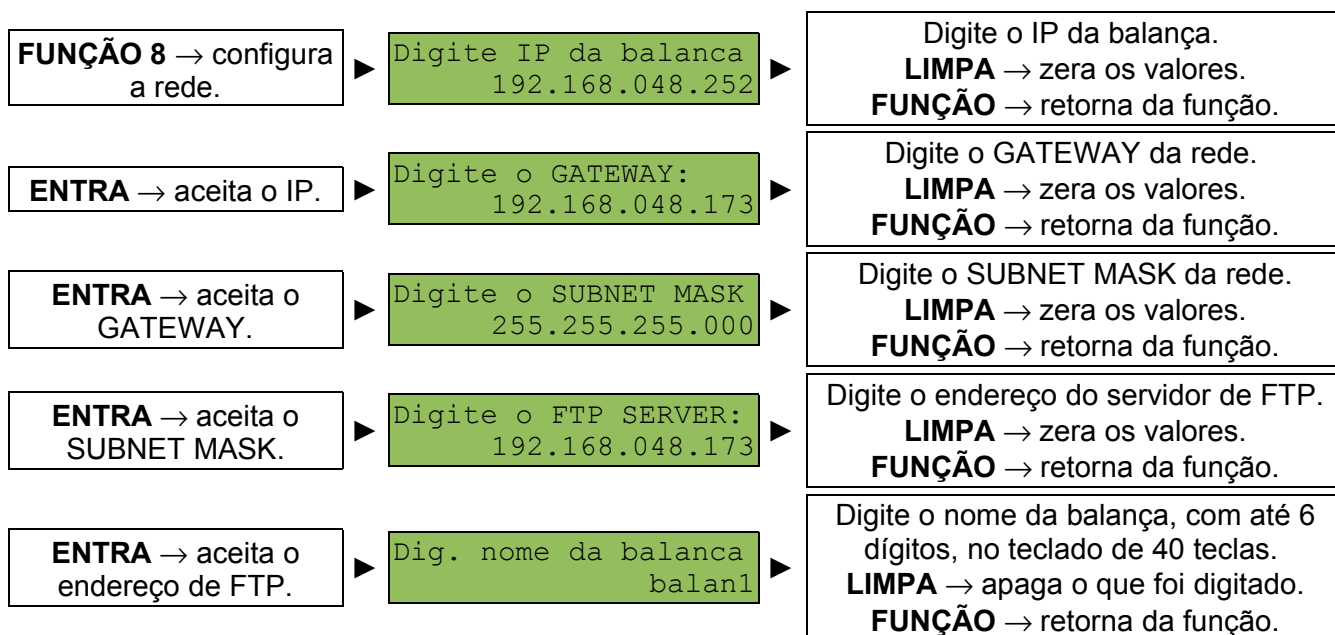 FUNÇÃO 8 → configura
a rede.
►
Digite IP da balanca
192.168.048.252
►
Digite o IP da balança.
LIMPA → zera os valores.
FUNÇÃO → retorna da função.
ENTRA → aceita o IP.
►
Digite o GATEWAY:
192.168.048.173
►
Digite o GATEWAY da rede.
LIMPA → zera os valores.
FUNÇÃO → retorna da função.
ENTRA → aceita o
GATEWAY.
►
Digite o SUBNET MASK
255.255.255.000
►
Digite o SUBNET MASK da rede.
LIMPA → zera os valores.
FUNÇÃO → retorna da função.
ENTRA → aceita o
SUBNET MASK.
►
Digite o FTP SERVER:
192.168.048.173
►
Digite o endereço do servidor de FTP.
LIMPA → zera os valores.
FUNÇÃO → retorna da função.
ENTRA → aceita o
endereço de FTP.
►
Dig. nome da balanca
balan1
►
Digite o nome da balança, com até 6
dígitos, no teclado de 40 teclas.
LIMPA → apaga o que foi digitado.
FUNÇÃO → retorna da função.